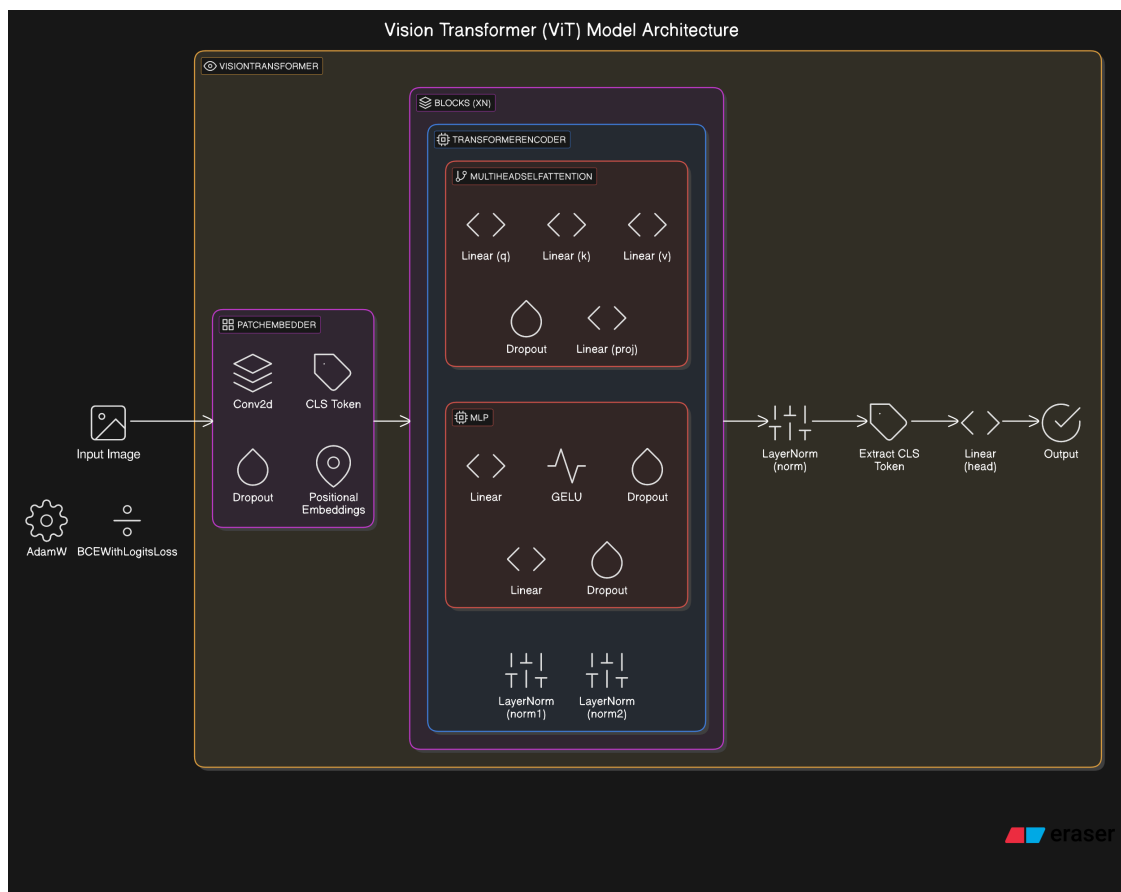 Vision Transformer (ViT) Model Architecture
VISIONTRANSFORMER
BLOCKS (XN)
TRANSFORMERENCODER
MULTIHEADSELFATTENTION
Linear (q)
Linear (k)
Linear (v)
Dropout
Linear (proj)
PATCHEMBEDDER
Conv2d
CLS Token
Dropout
Positional
Embeddings
Input Image
AdamW
BCEWithLogitsLoss
MLP
Linear
GELU
Dropout
Linear
Dropout
LayerNorm
(norm1)
LayerNorm
(norm2)
LayerNorm
(norm)
Extract CLS
Token
Linear
(head)
Output
eraser